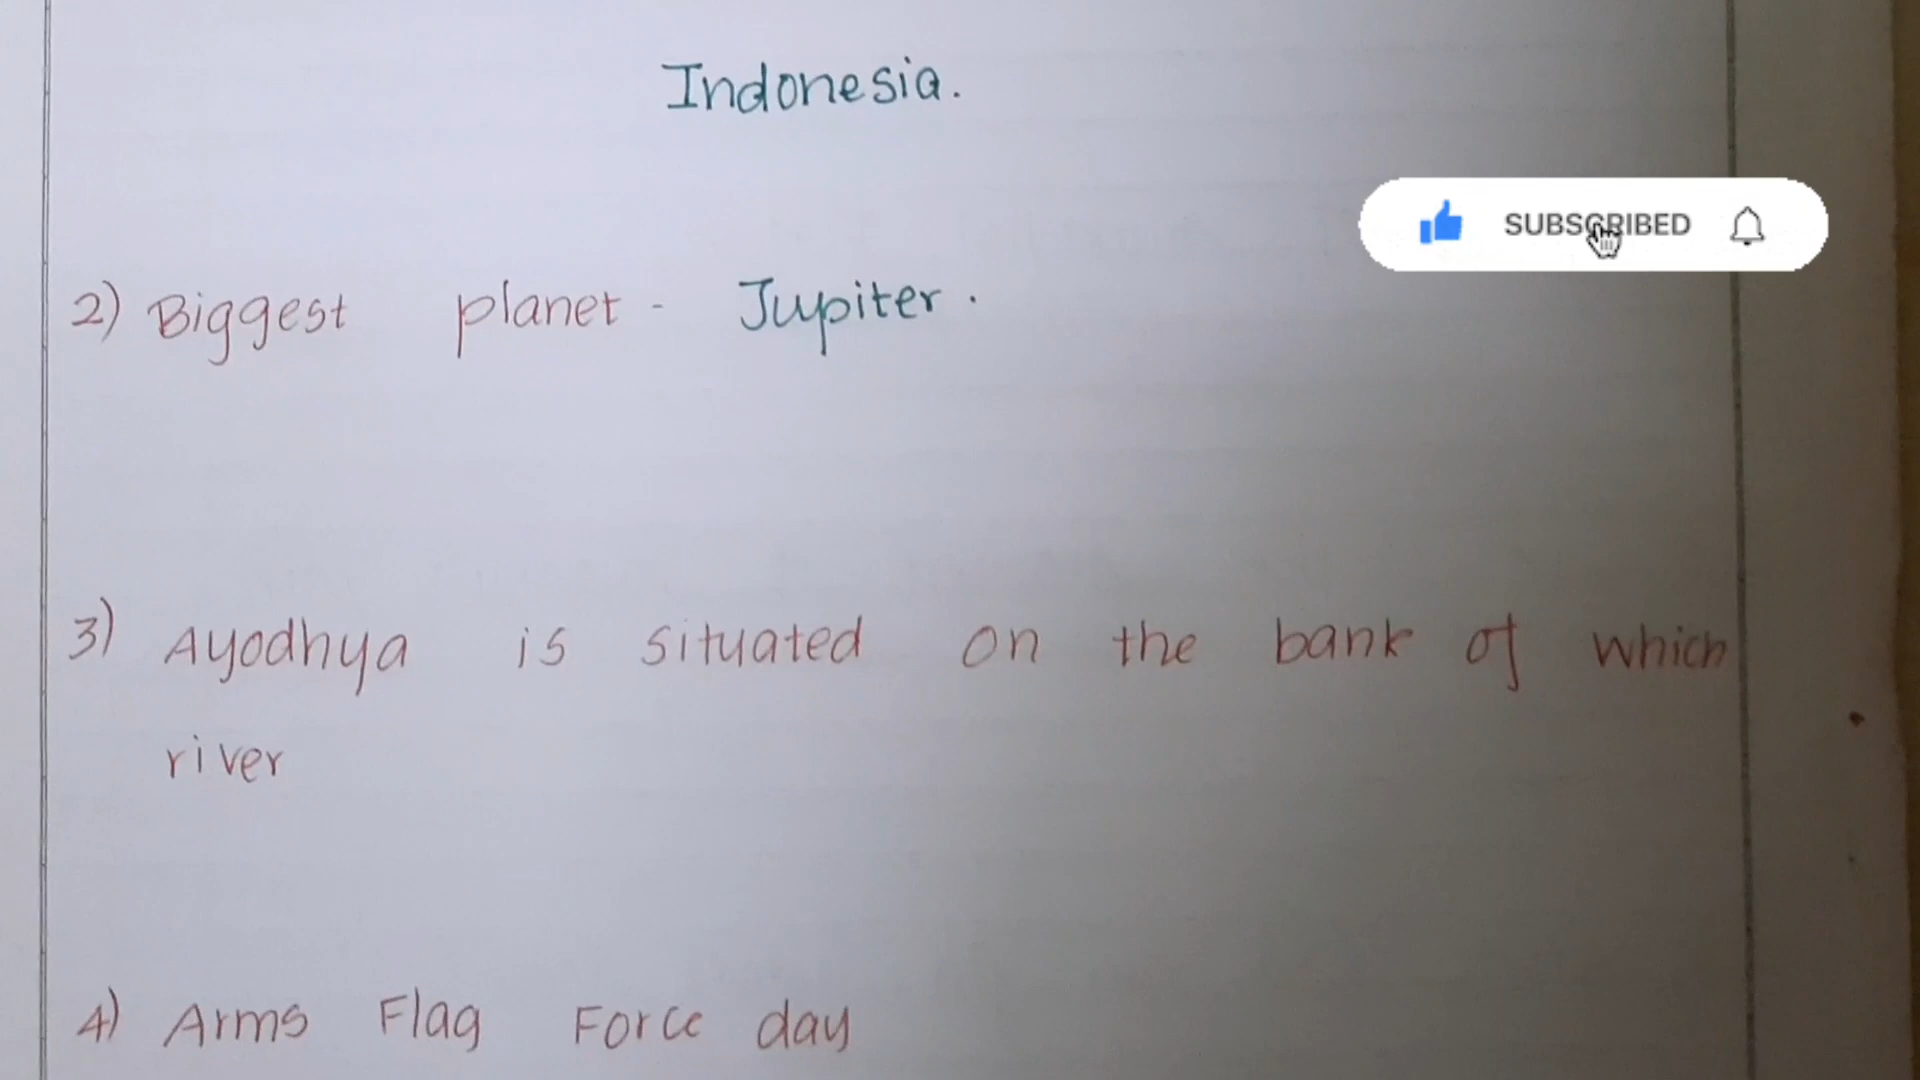 Indonesia.
SUBSCRIBED
2) Biggest planet - Jupiter.
3) Ayodhya is situated on the bank of which
river
4) Arms Flag Force day